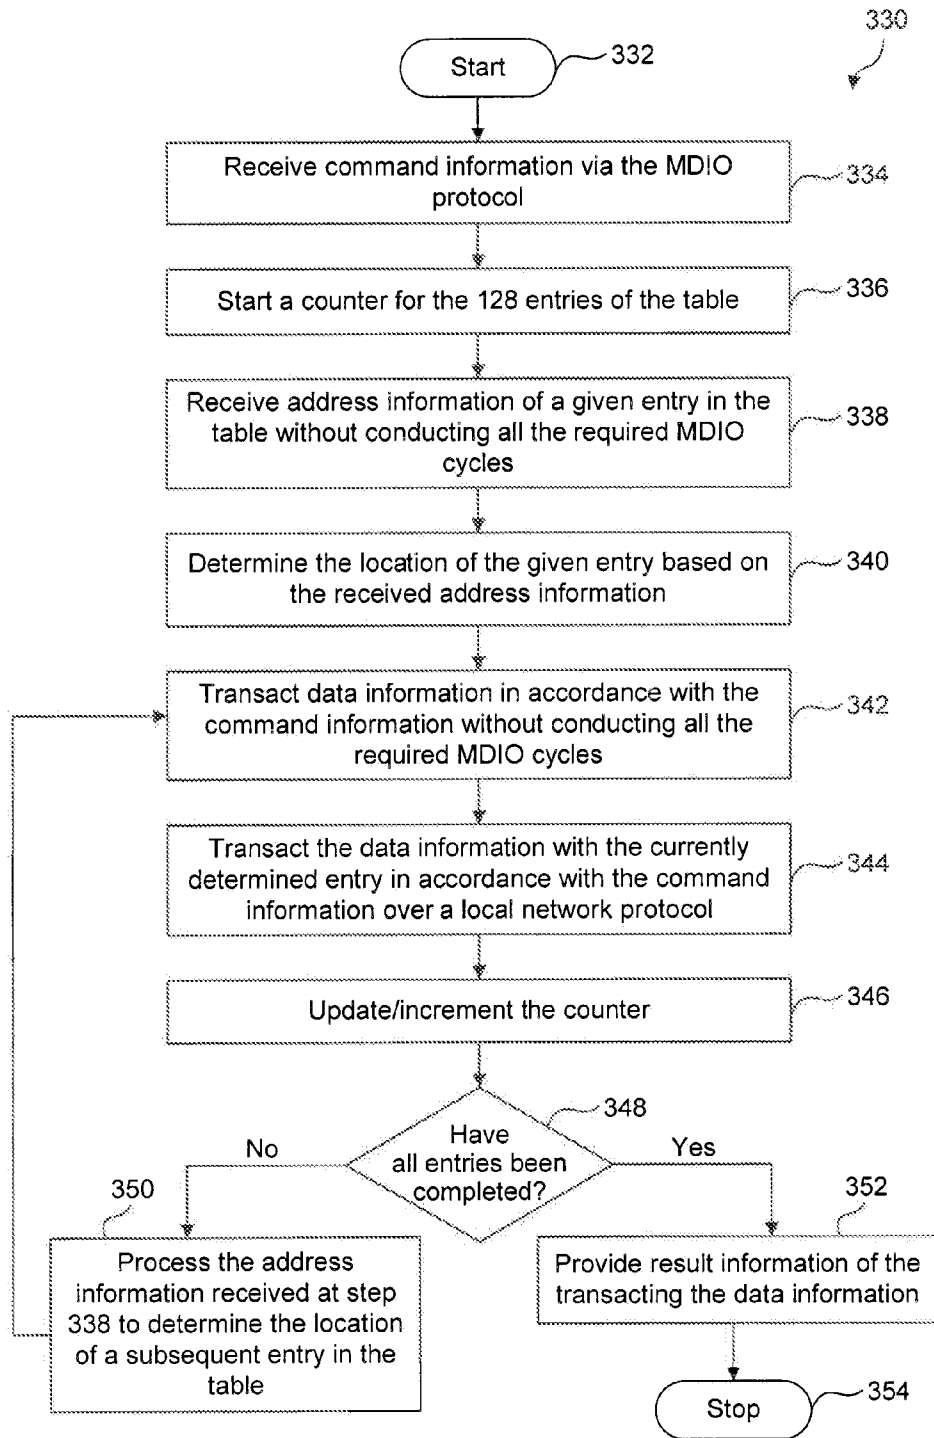 330
Start
332
Receive command information via the MDIO
protocol
334
Start a counter for the 128 entries of the table
336
Receive address information of a given entry in the
table without conducting all the required MDIO
cycles
338
Determine the location of the given entry based on
the received address information
340
Transact data information in accordance with the
command information without conducting all the
required MDIO cycles
342
Transact the data information with the currently
determined entry in accordance with the command
information over a local network protocol
344
Update/increment the counter
346
Have
all entries been
completed?
348
No
Yes
350
Process the address
information received at step
338 to determine the location
of a subsequent entry in the
table
352
Provide result information of the
transacting the data information
Stop
354